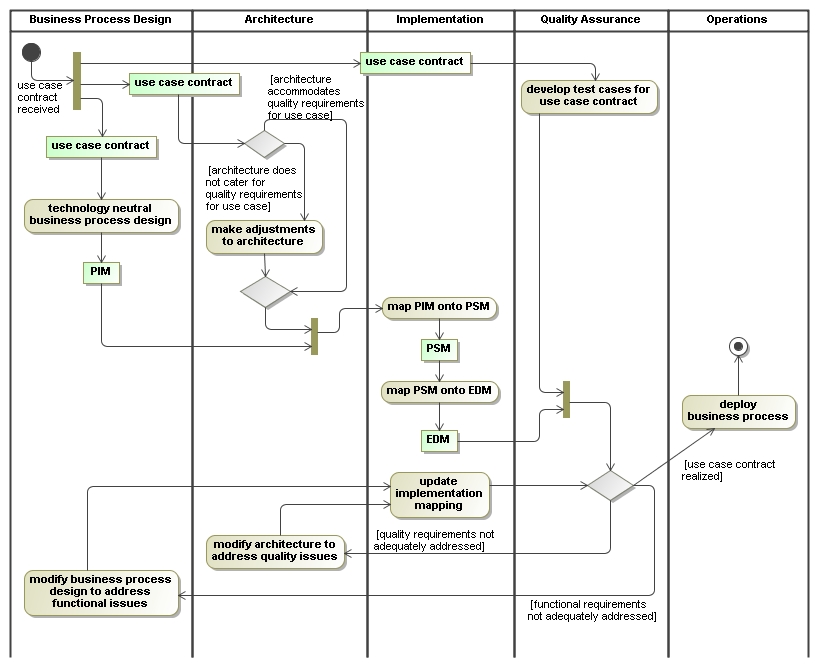 Business Process Design
Architecture
Implementation
Quality Assurance
Operations
use case
contract
received
use case contract
use case contract
use case contract
[architecture
accommodates
quality requirements
for use case]
develop test cases for
use case contract
[architecture does
not cater for
quality requirements
for use case]
technology neutral
business process design
make adjustments
to architecture
PIM
map PIM onto PSM
PSM
map PSM onto EDM
EDM
deploy
business process
[use case contract
realized]
update
implementation
mapping
[quality requirements not
adequately addressed]
modify architecture to
address quality issues
modify business process
design to address
functional issues
[functional requirements
not adequately addressed]